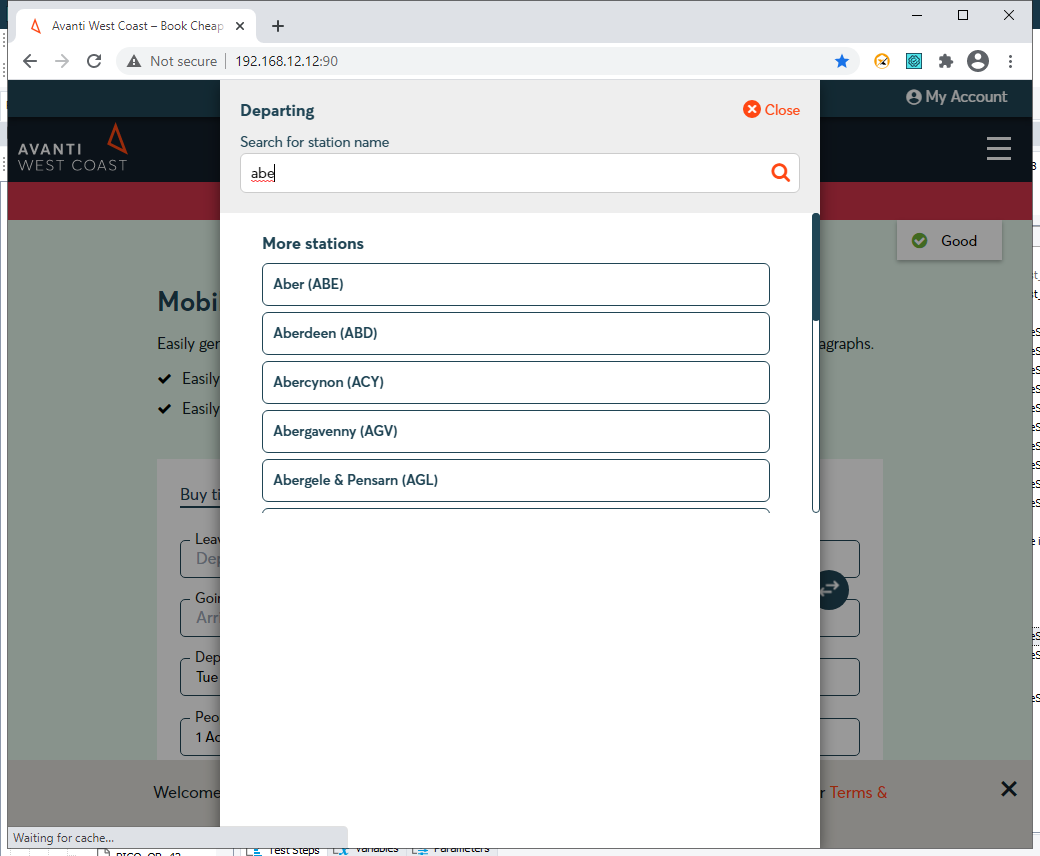 Avanti West Coast – Book Cheap
Not secure
192.168.12.12:90
Departing
Close
My Account
AVANTI
WEST COAST
Search for station name
abe
More stations
Good
Aber (ABE)
Mobi
Aberdeen (ABD)
Easily ger
agraphs.
Abercynon (ACY)
Easily
Easily
Abergavenny (AGV)
Abergele & Pensarn (AGL)
Buy ti
Leav
Dep
Goin
Arr
Dep
Tue
Peo
1 Ad
Welcome
r Terms &
Waiting for cache...
Test Steps
Variables
Parameters